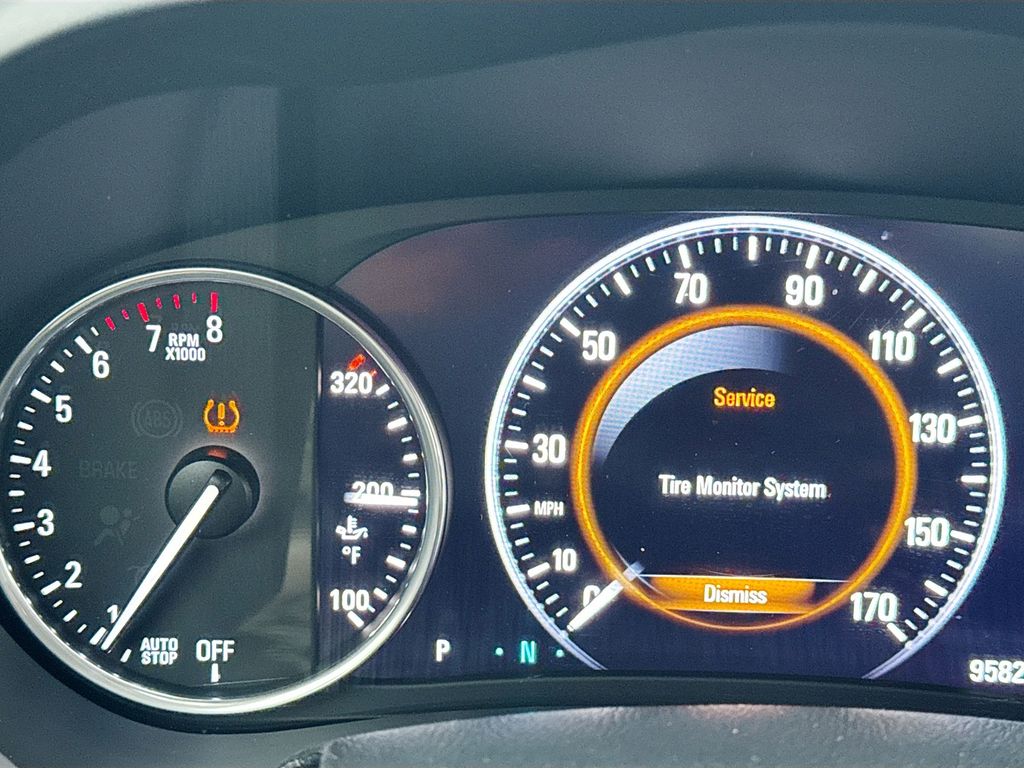 8
7
RPM
X1000
6
5
4
3
2
1
ABS
BRAKE
AUTO
STOP
OFF
320
200
°F
100
P
N
70
90
50
110
30
130
MPH
10
150
0
170
Service
Tire Monitor System
Dismiss
9582